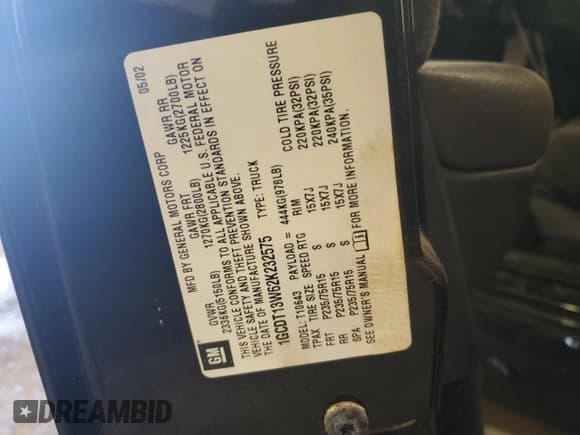 GM
MFD BY GENERAL MOTORS CORP 05/02
GVWR GAWR FRT GAWR RR
2336KG(5150LB) 1270KG(2800LB) 1225KG(2700LB)
THIS VEHICLE CONFORMS TO ALL APPLICABLE U.S. FEDERAL MOTOR
VEHICLE SAFETY AND THEFT PREVENTION STANDARDS IN EFFECT ON
THE DATE OF MANUFACTURE SHOWN ABOVE.
1GCDT13W62K232575 TYPE: TRUCK
MODEL: T10643 PAYLOAD = 444KG(978LB)
TPAX TIRE SIZE SPEED RTG RIM COLD TIRE PRESSURE
FRT P235/75R15 S 15X7J 220KPA(32PSI)
RR P235/75R15 S 15X7J 220KPA(32PSI)
SPA P235/75R15 S 15X7J 240KPA(35PSI)
SEE OWNER'S MANUAL FOR MORE INFORMATION.
DREAMBID